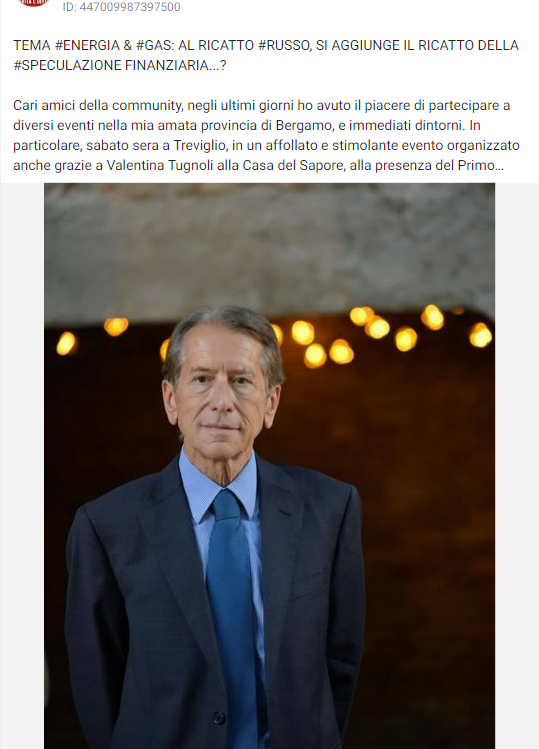 ID: 447009987397500
TEMA #ENERGIA & #GAS: AL RICATTO #RUSSO, SI AGGIUNGE IL RICATTO DELLA
#SPECULAZIONE FINANZIARIA...?
Cari amici della community, negli ultimi giorni ho avuto il piacere di partecipare a
diversi eventi nella mia amata provincia di Bergamo, e immediati dintorni. In
particolare, sabato sera a Treviglio, in un affollato e stimolante evento organizzato
anche grazie a Valentina Tugnoli alla Casa del Sapore, alla presenza del Primo...